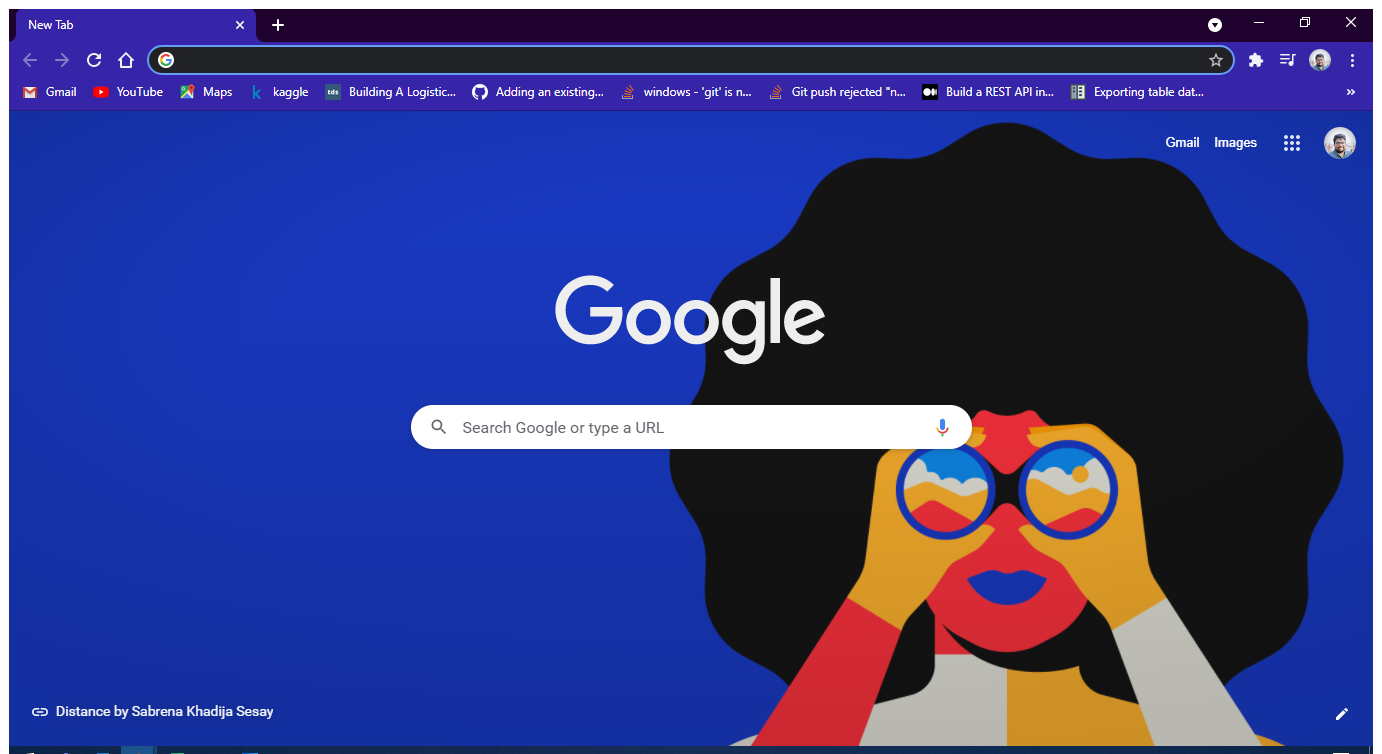 New Tab
Gmail YouTube Maps kaggle tds Building A Logistic... Adding an existing... windows - 'git' is n... Git push rejected "n... Build a REST API in... Exporting table dat... »
Gmail Images
Google
Search Google or type a URL
Distance by Sabrena Khadija Sesay